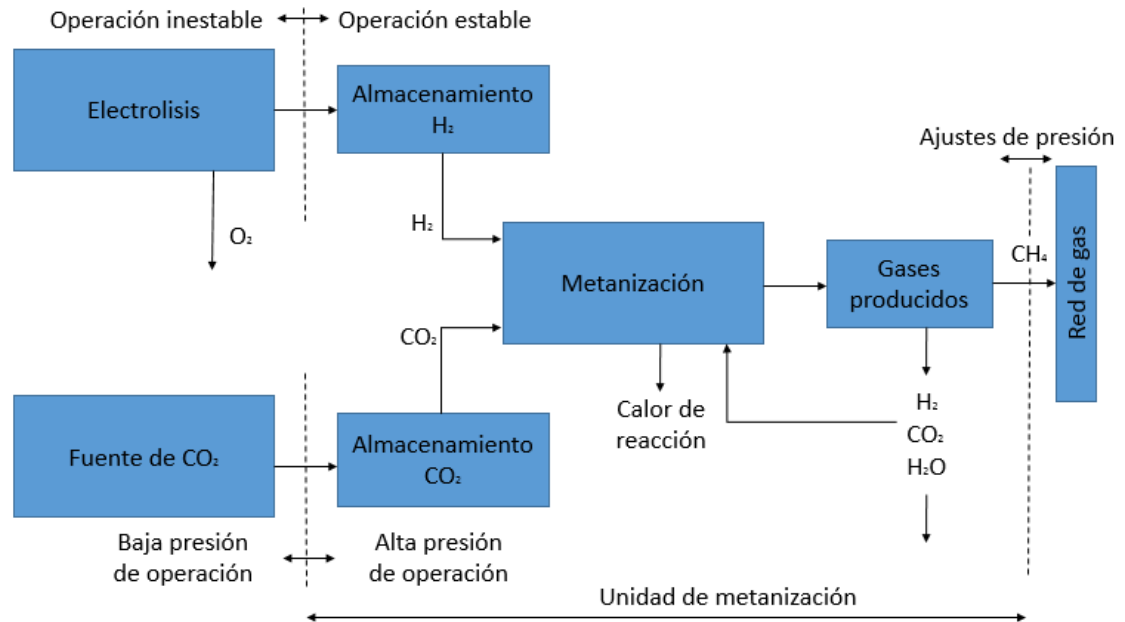 Operación inestable
Operación estable
Electrolisis
Almacenamiento
H₂
Ajustes de presión
O₂
H₂
Metanización
Gases
producidos
CH₄
Red de gas
CO₂
Calor de
reacción
H₂
CO₂
H₂O
Fuente de CO₂
Almacenamiento
CO₂
Baja presión
de operación
Alta presión
de operación
Unidad de metanización